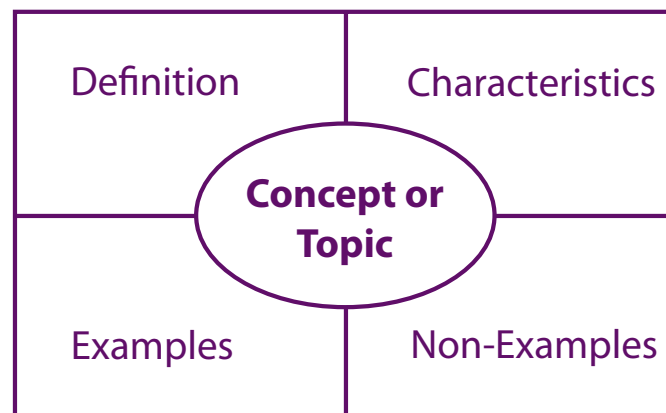 Definition
Characteristics
Concept or
Topic
Examples
Non-Examples